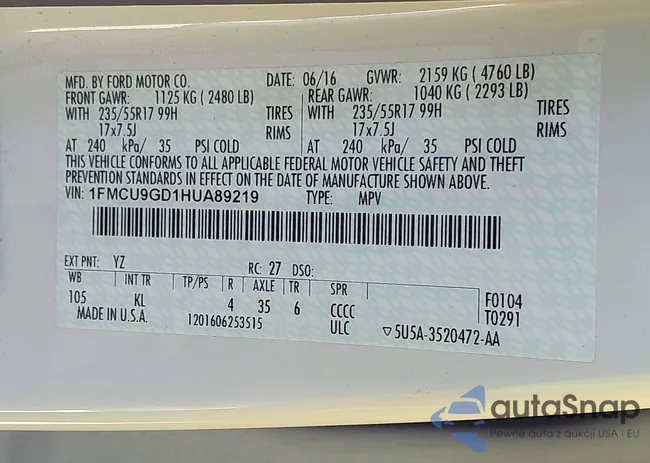 MFD. BY FORD MOTOR CO. DATE: 06/16 GVWR: 2159 KG ( 4760 LB)
FRONT GAWR: 1125 KG ( 2480 LB) REAR GAWR: 1040 KG ( 2293 LB)
WITH 235/55R17 99H TIRES WITH 235/55R17 99H TIRES
17x7.5J RIMS 17x7.5J RIMS
AT 240 kPa/ 35 PSI COLD AT 240 kPa/ 35 PSI COLD
THIS VEHICLE CONFORMS TO ALL APPLICABLE FEDERAL MOTOR VEHICLE SAFETY AND THEFT
PREVENTION STANDARDS IN EFFECT ON THE DATE OF MANUFACTURE SHOWN ABOVE.
VIN: 1FMCU9GD1HUA89219 TYPE: MPV
EXT PNT: YZ RC: 27 DSO:
WB INT TR TP/PS R AXLE TR SPR
105 KL 4 35 6 CCCC F0104
MADE IN U.S.A. 1201606253515 ULC T0291
▽5U5A-3520472-AA
autaSnap
Pewne auta z aukcji USA i EU